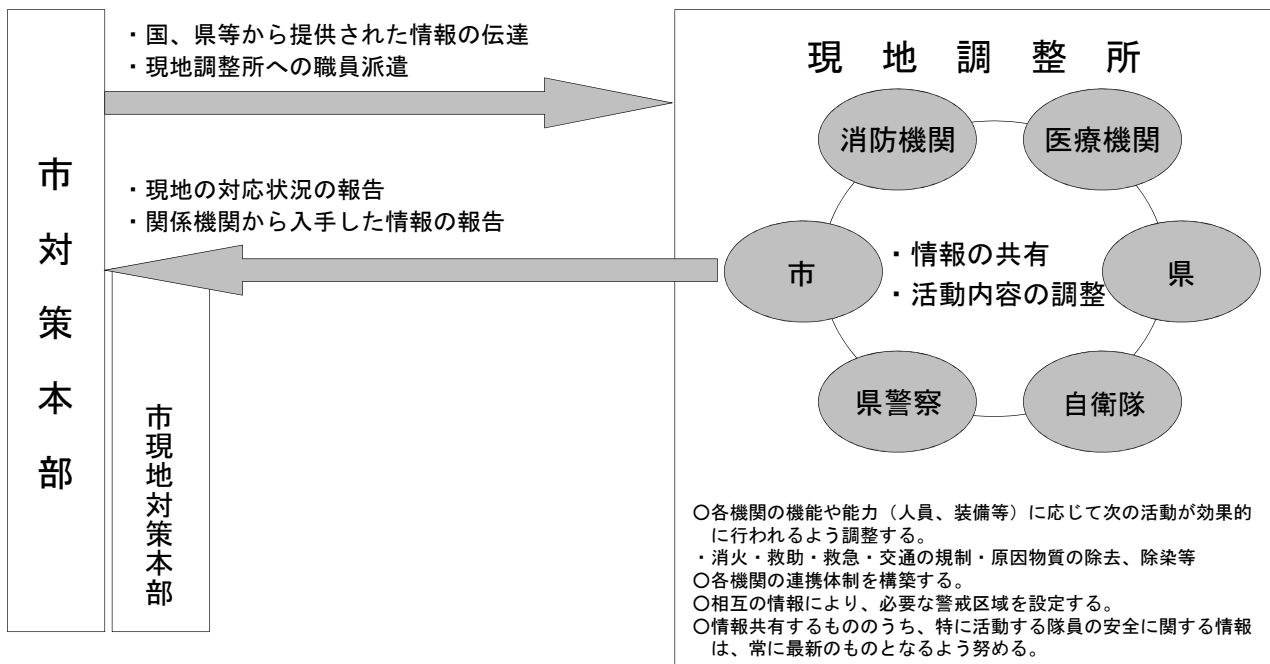 ・国、県等から提供された情報の伝達
・現地調整所への職員派遣
市対策本部
・現地の対応状況の報告
・関係機関から入手した情報の報告
市現地対策本部
現地調整所
消防機関
医療機関
市
・情報の共有
・活動内容の調整
県
県警察
自衛隊
〇各機関の機能や能力（人員、装備等）に応じて次の活動が効果的
に行われるよう調整する。
・消火・救助・救急・交通の規制・原因物質の除去、除染等
〇各機関の連携体制を構築する。
〇相互の情報により、必要な警戒区域を設定する。
〇情報共有するもののうち、特に活動する隊員の安全に関する情報
は、常に最新のものとなるよう努める。